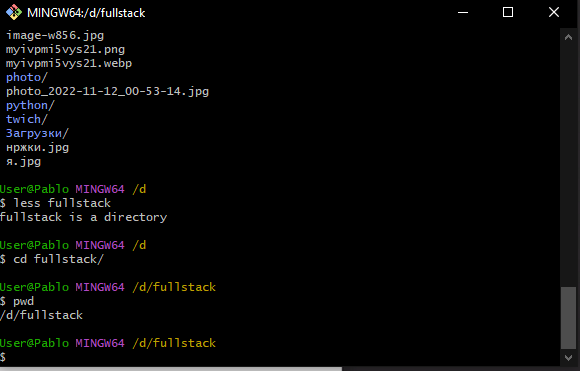 MINGW64:/d/fullstack
image-w856.jpg
myivpmi5vys21.png
myivpmi5vys21.webp
photo/
photo_2022-11-12_00-53-14.jpg
python/
twich/
Загрузки/
нржки.jpg
я.jpg
User@Pablo MINGW64 /d
$ less fullstack
fullstack is a directory
User@Pablo MINGW64 /d
$ cd fullstack/
User@Pablo MINGW64 /d/fullstack
$ pwd
/d/fullstack
User@Pablo MINGW64 /d/fullstack
$